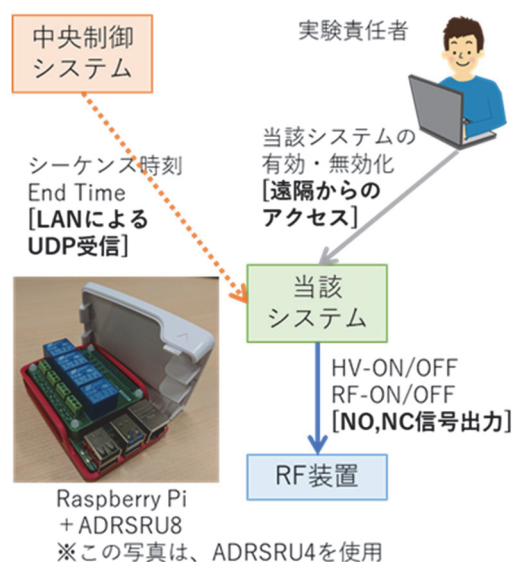 中央制御
システム
実験責任者
シーケンス時刻
End Time
[LANによる
UDP受信]
当該システムの
有効・無効化
[遠隔からの
アクセス]
当該
システム
HV-ON/OFF
RF-ON/OFF
[NO,NC信号出力]
RF装置
Raspberry Pi
＋ADRSRU8
※この写真は、ADRSRU4を使用